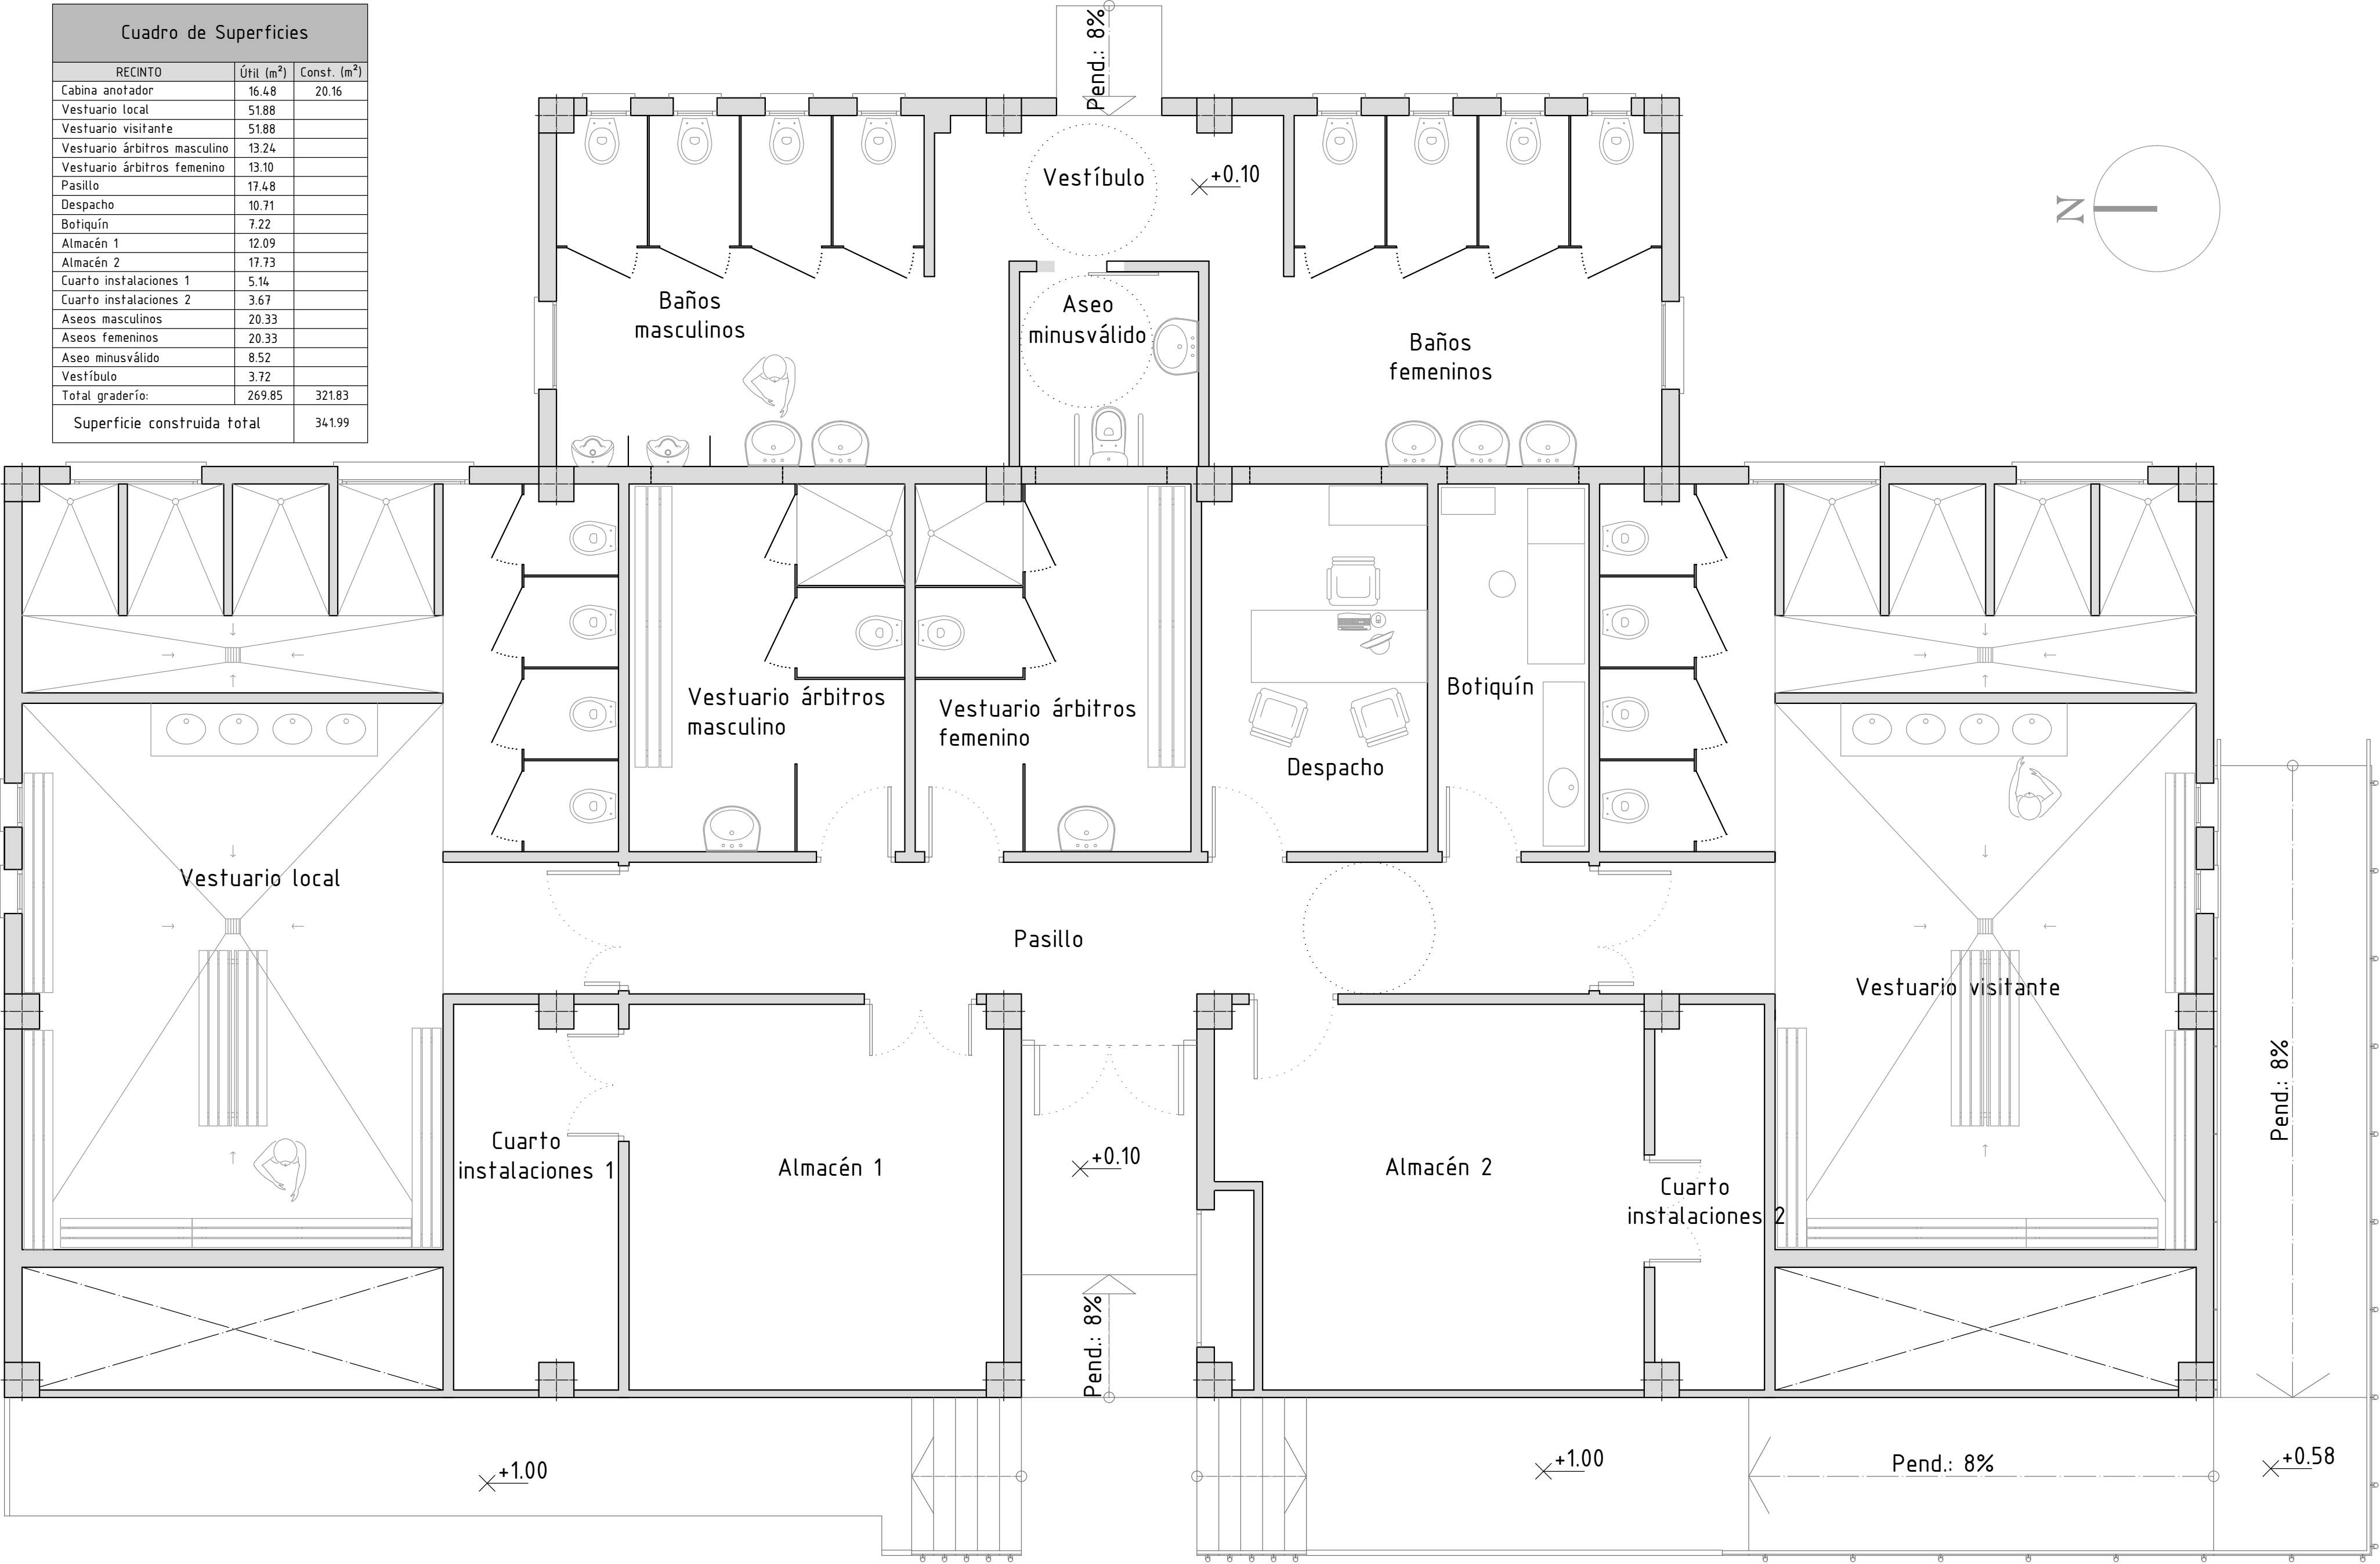 Cuadro de Superficies
RECINTO Útil (m²) Const. (m²)
Cabina anotador 16.48 20.16
Vestuario local 51.88
Vestuario visitante 51.88
Vestuario árbitros masculino 13.24
Vestuario árbitros femenino 13.10
Pasillo 17.48
Despacho 10.71
Botiquín 7.22
Almacén 1 12.09
Almacén 2 17.73
Cuarto instalaciones 1 5.14
Cuarto instalaciones 2 3.67
Aseos masculinos 20.33
Aseos femeninos 20.33
Aseo minusválido 8.52
Vestíbulo 3.72
Total graderío: 269.85 321.83
Superficie construida total 341.99
Pend.: 8%
Vestíbulo
+0.10
N
Baños
masculinos
Aseo
minusválido
Baños
femeninos
Vestuario árbitros
masculino
Vestuario árbitros
femenino
Despacho
Botiquín
Vestuario local
Pasillo
Vestuario visitante
Cuarto
instalaciones 1
Almacén 1
+0.10
Almacén 2
Cuarto
instalaciones 2
Pend.: 8%
Pend.: 8%
+1.00
+1.00
Pend.: 8%
+0.58